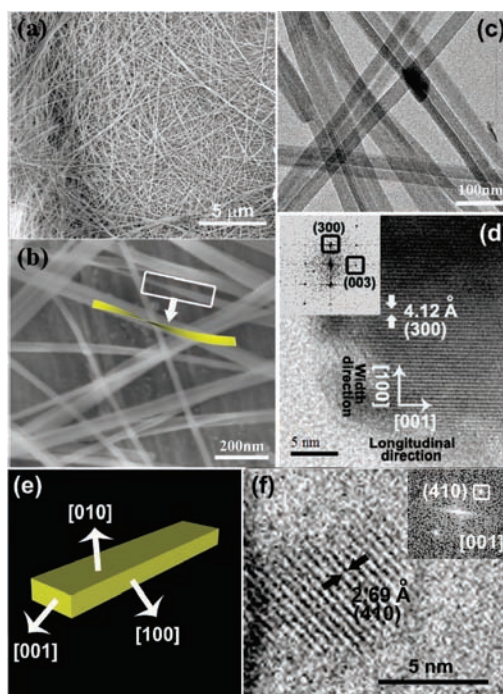 (a)
5 μm
(b)
200nm
(c)
100nm
(d)
(300)
(003)
4.12 Å
(300)
[100]
Width
direction
[001]
5 nm
Longitudinal
direction
(e)
[010]
[001]
[100]
(f)
(410)
[001]
2.69 Å
(410)
5 nm